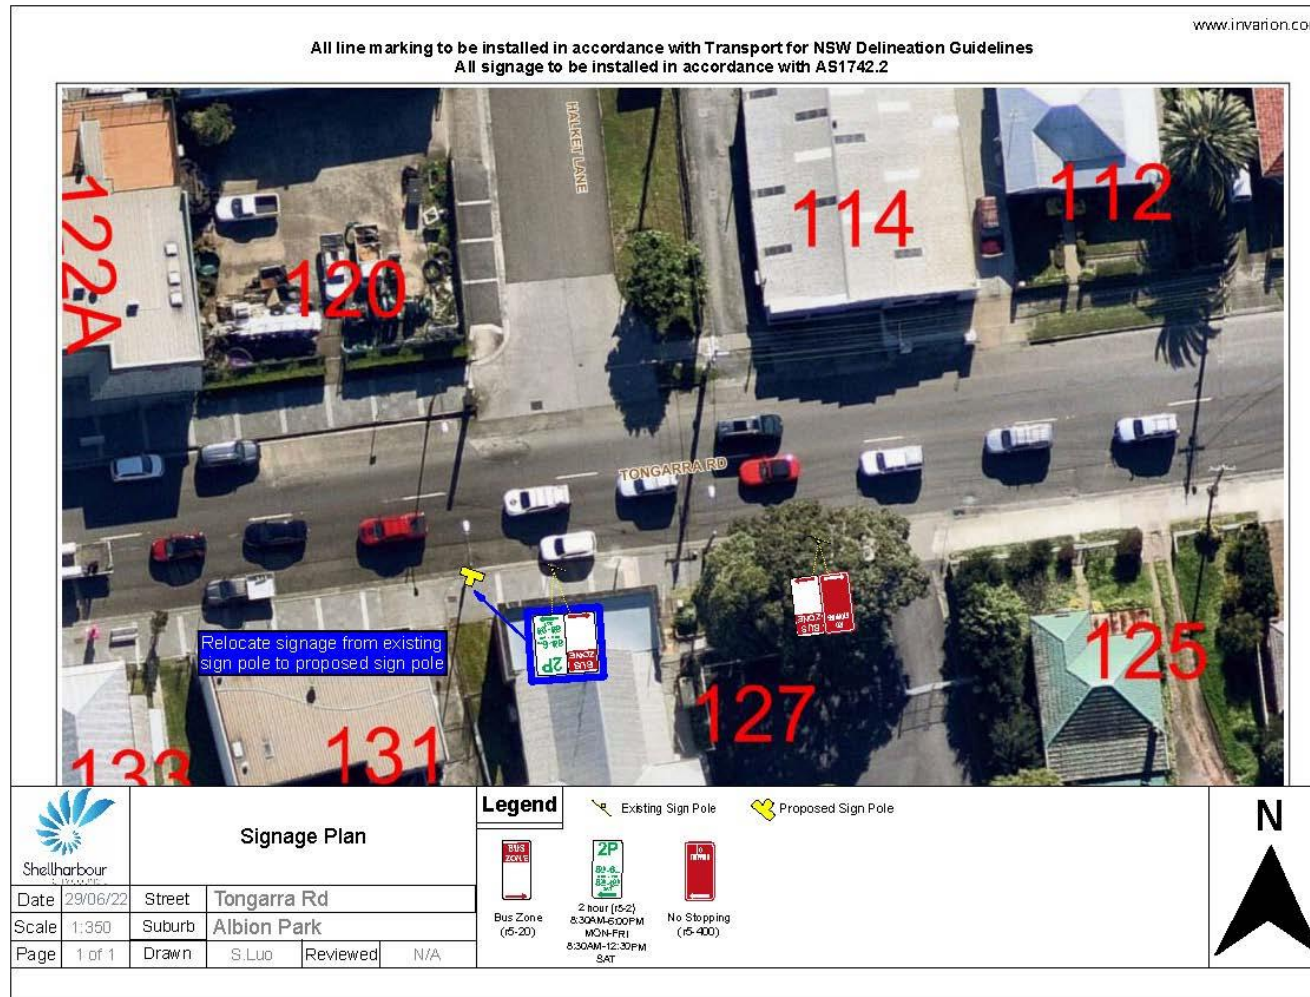 www.invarion.co
All line marking to be installed in accordance with Transport for NSW Delineation Guidelines
All signage to be installed in accordance with AS1742.2
HALKET LANE
122A
120
114
112
TONGARRA RD
Relocate signage from existing
sign pole to proposed sign pole
2P
BUS
ZONE
BUS
ZONE
133
131
127
125
Shellharbour
Signage Plan
Date 29/06/22 Street Tongarra Rd
Scale 1:350 Suburb Albion Park
Page 1 of 1 Drawn S.Luo Reviewed N/A
Legend
Existing Sign Pole
Proposed Sign Pole
BUS
ZONE
2P
Bus Zone
(r5-20)
2 hour (r5-2)
8:30AM-6:00PM
MON-FRI
8:30AM-12:30PM
SAT
No Stopping
(r5-400)
N